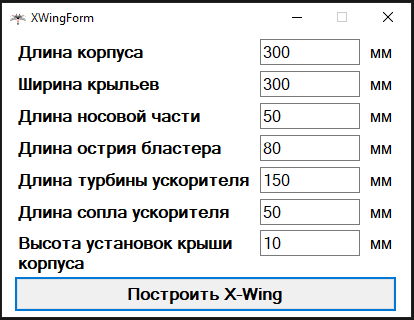 XWingForm
Длина корпуса 300 мм
Ширина крыльев 300 мм
Длина носовой части 50 мм
Длина острия бластера 80 мм
Длина турбины ускорителя 150 мм
Длина сопла ускорителя 50 мм
Высота установок крыши 10 мм
корпуса
Построить X-Wing